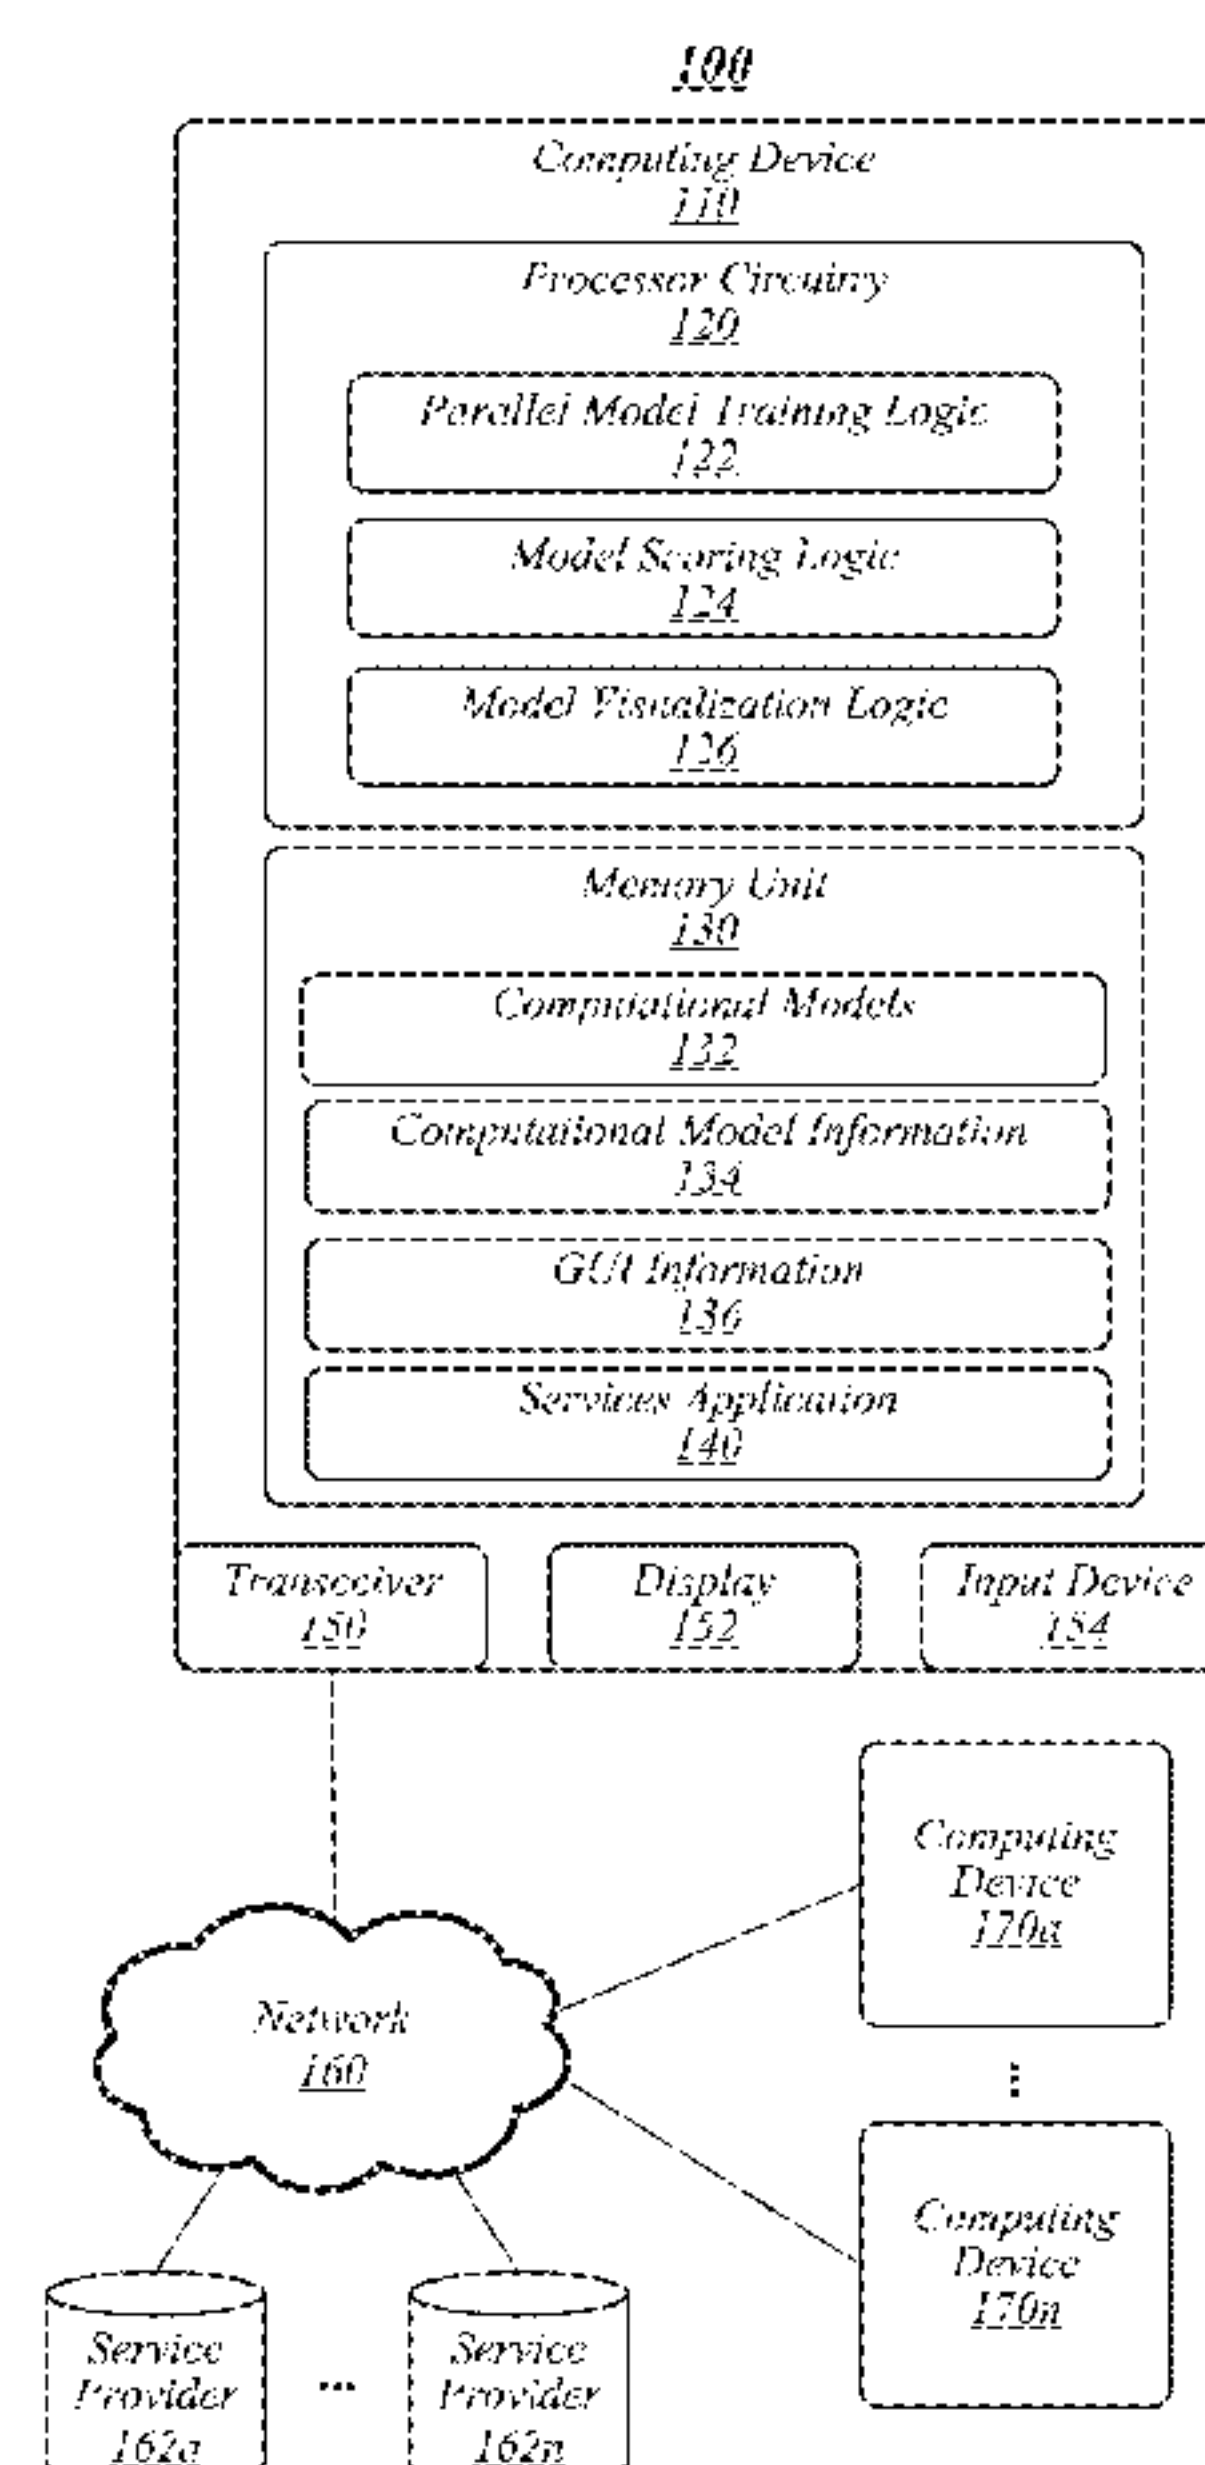 100
Computing Device
110
Processor Circuitry
120
Parallel Model Training Logic
122
Model Scoring Logic
124
Model Visualization Logic
126
Memory Unit
130
Computational Models
132
Computational Model Information
134
GUI Information
136
Services Application
140
Transceiver
150
Display
152
Input Device
154
Computing
Device
170a
Network
160
...
Computing
Device
170n
Service
Provider
162a
...
Service
Provider
162n